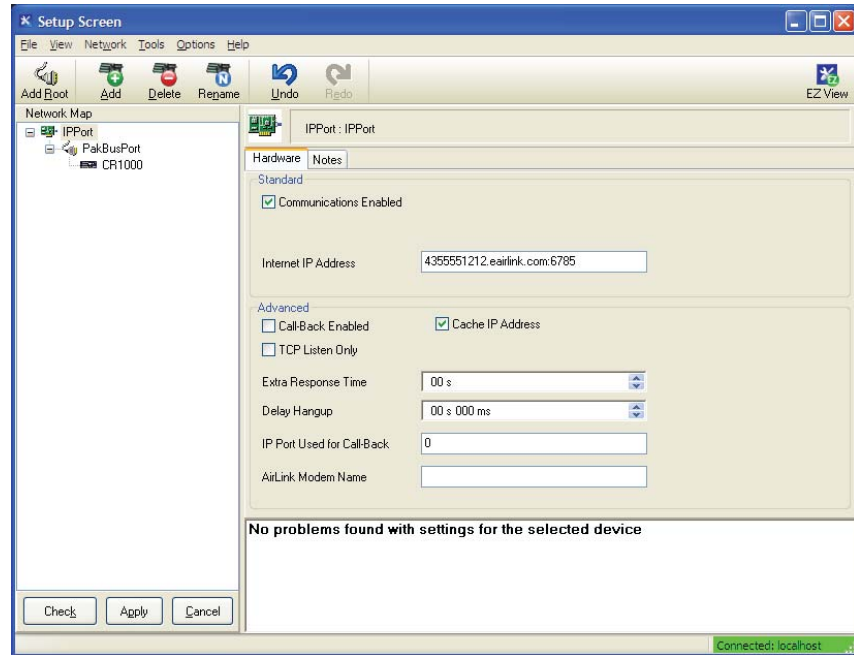 Setup Screen
File View Network Tools Options Help
Add Root Add Delete Rename Undo Redo EZ View
Network Map
IPPort
PakBusPort
CR1000
IPPort : IPPort
Hardware Notes
Standard
Communications Enabled
Internet IP Address 4355551212.eairlink.com:6785
Advanced
Call-Back Enabled Cache IP Address
TCP Listen Only
Extra Response Time 00 s
Delay Hangup 00 s 000 ms
IP Port Used for Call-Back 0
AirLink Modem Name
No problems found with settings for the selected device
Check Apply Cancel
Connected: localhost